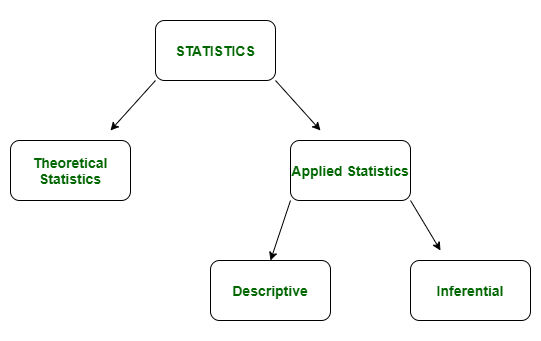 STATISTICS
Theoretical
Statistics
Applied Statistics
Descriptive
Inferential